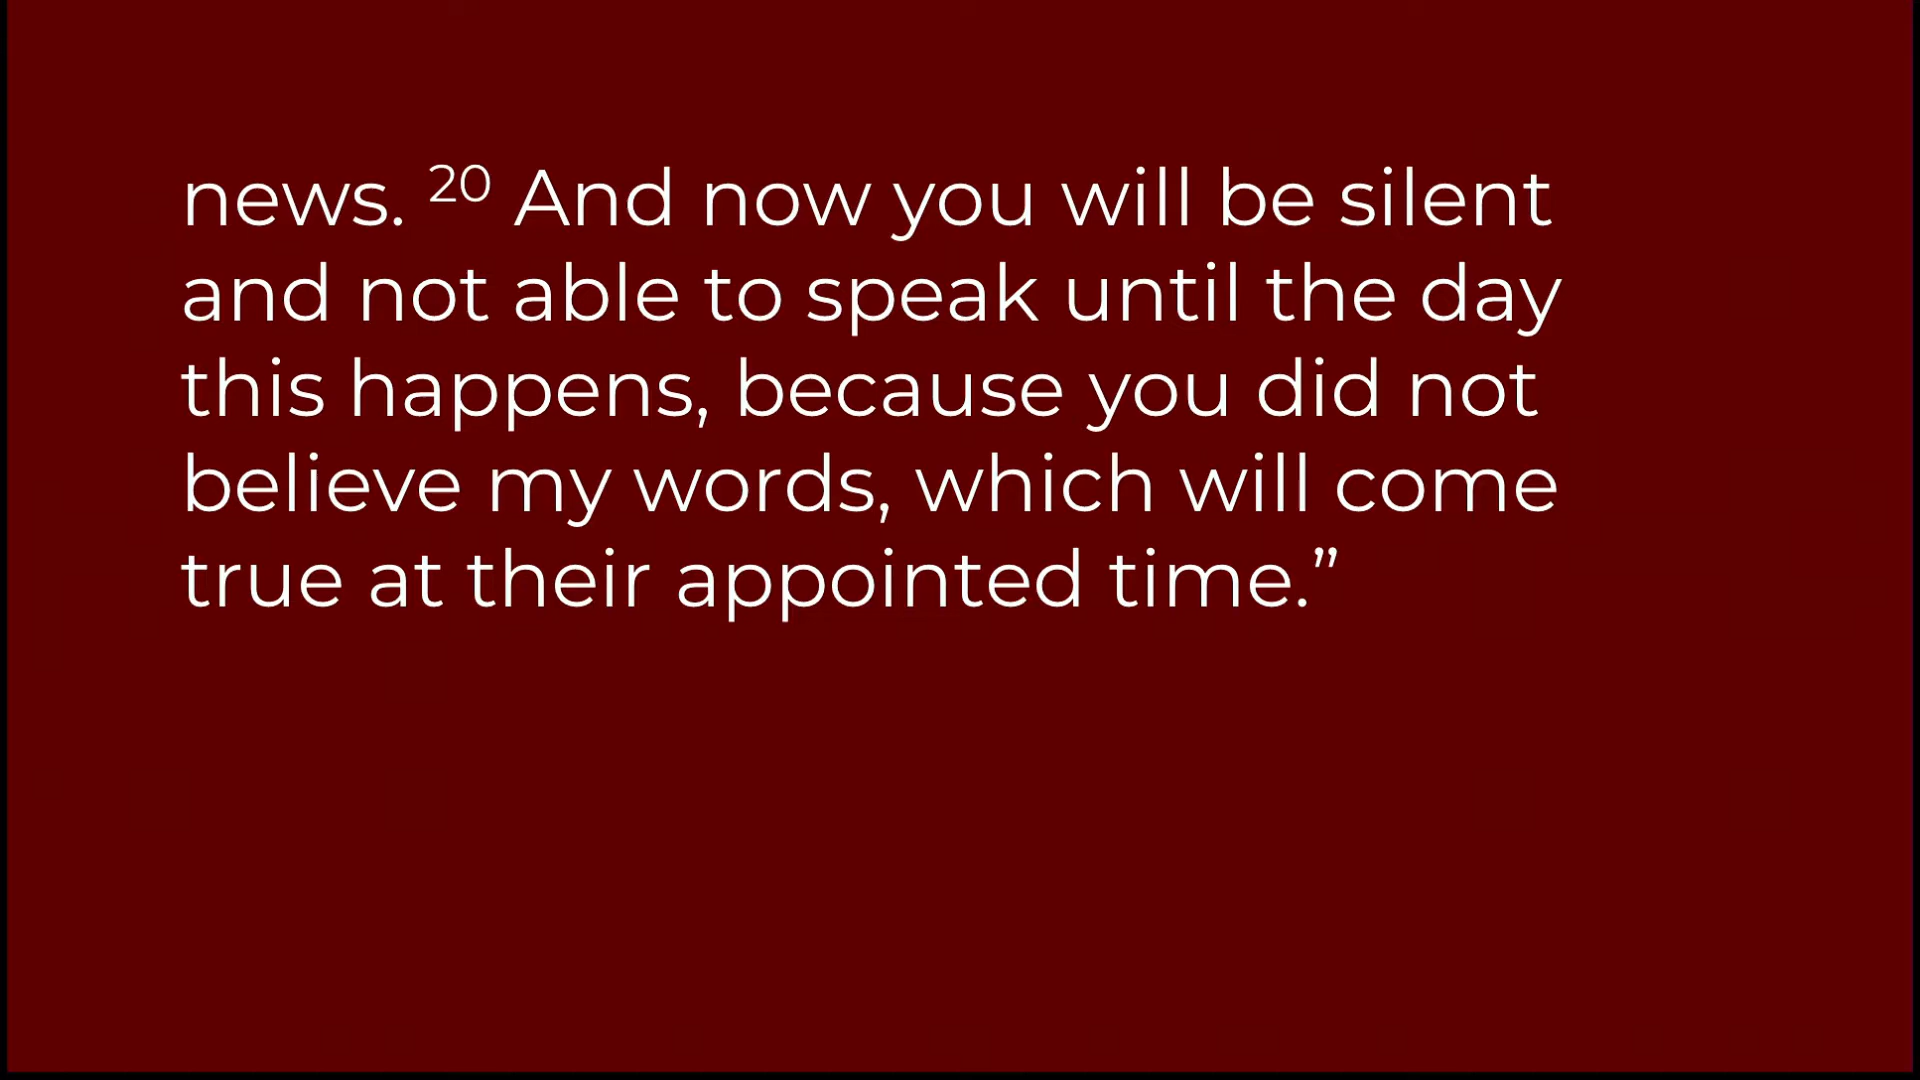 news. ²⁰ And now you will be silent
and not able to speak until the day
this happens, because you did not
believe my words, which will come
true at their appointed time.”